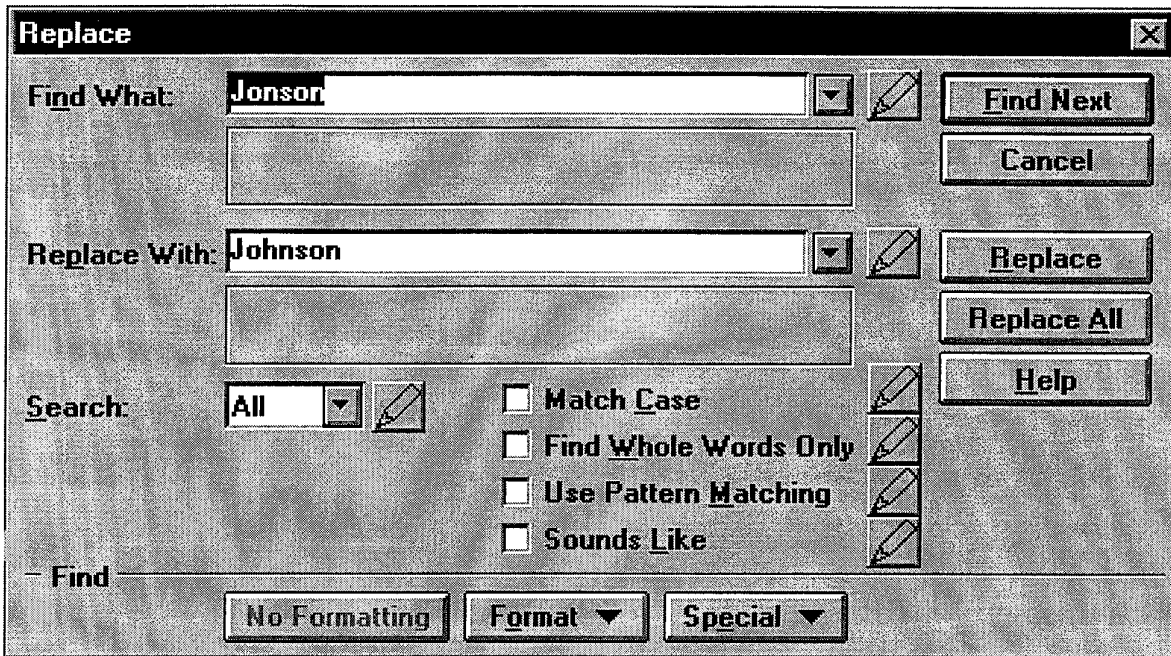 Replace
Find What: Jonson Find Next
Cancel
Replace With: Johnson Replace
Replace All
Help
Search: All Match Case
Find Whole Words Only
Use Pattern Matching
Sounds Like
Find
No Formatting Format Special